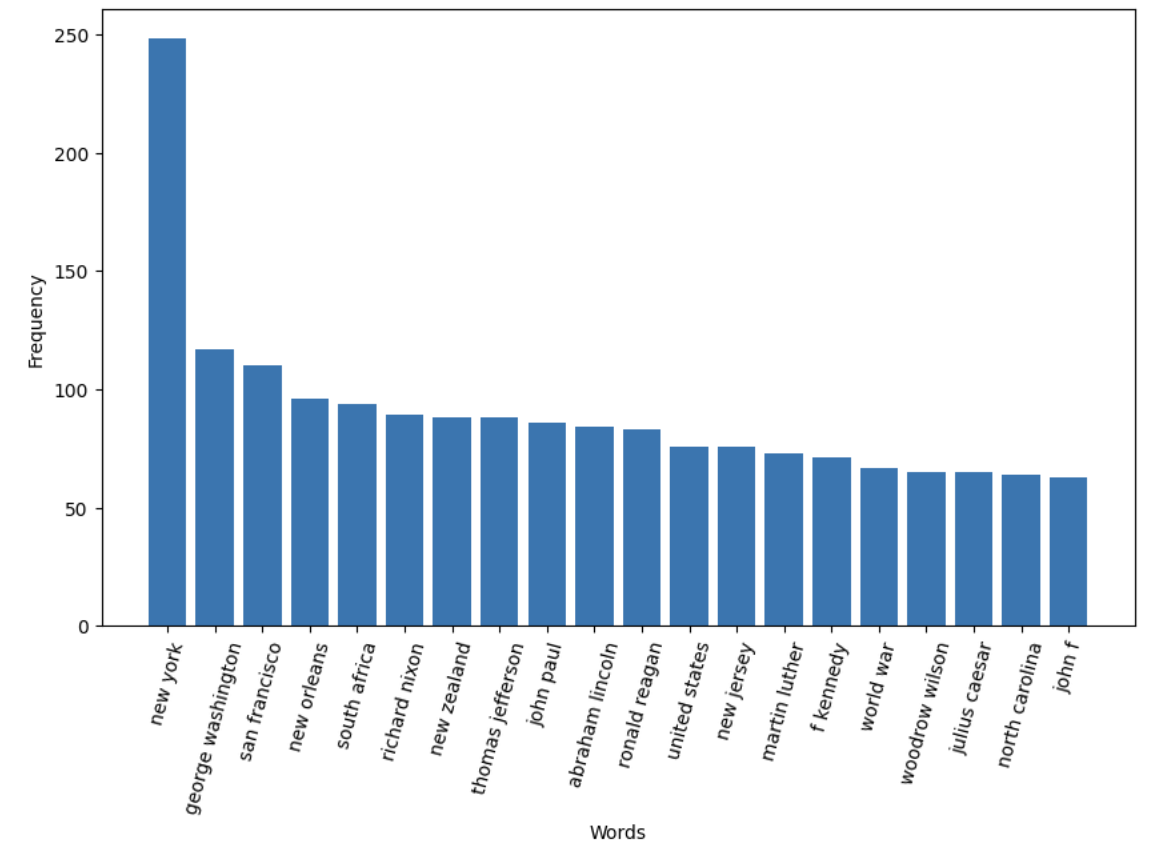 250
200
150
100
50
0
Frequency
new york
george washington
san francisco
new orleans
south africa
richard nixon
new zealand
thomas jefferson
john paul
abraham lincoln
ronald reagan
united states
new jersey
martin luther
f kennedy
world war
woodrow wilson
julius caesar
north carolina
john f
Words